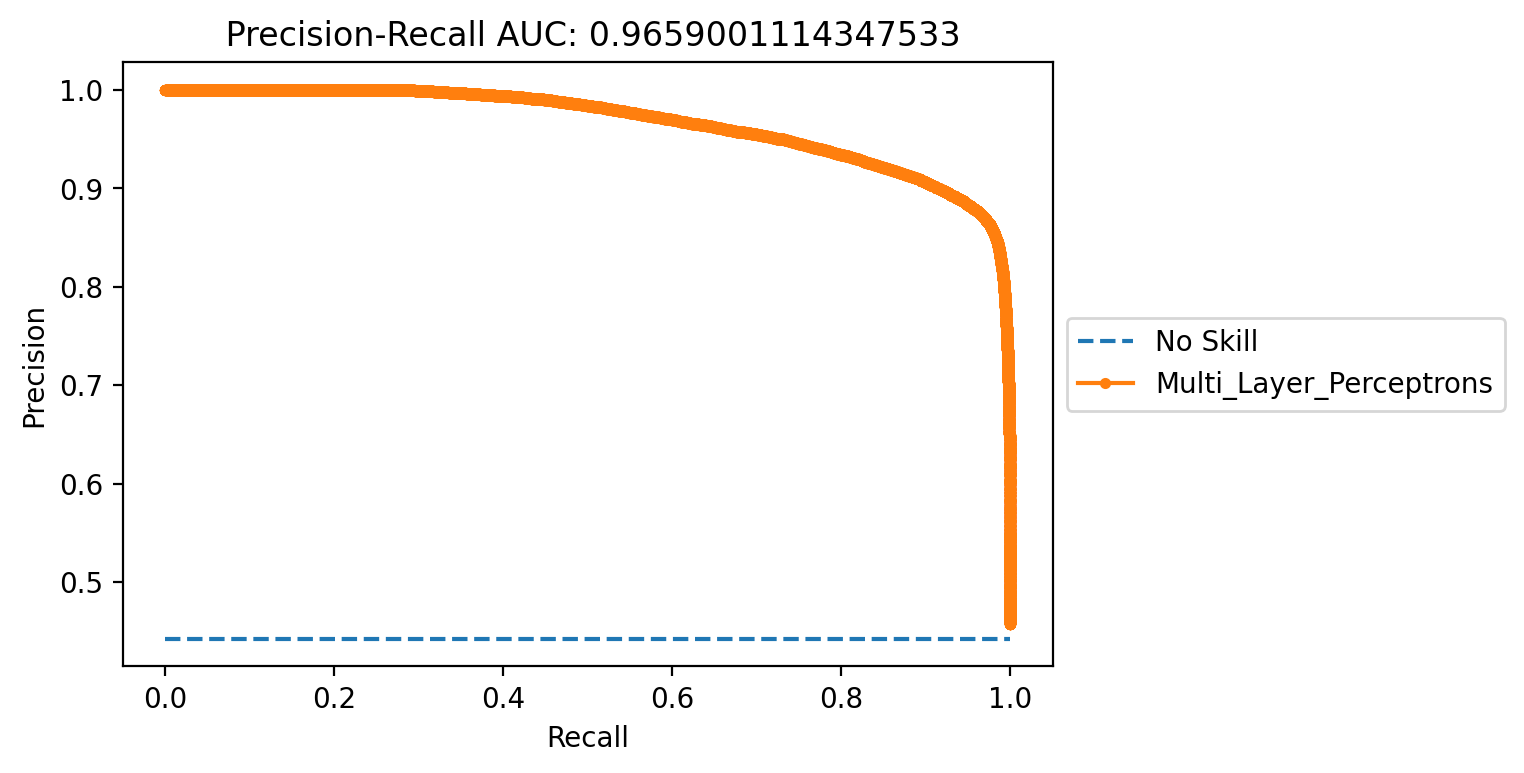 Precision-Recall AUC: 0.9659001114347533
1.0
0.9
0.8
0.7
0.6
0.5
Precision
0.0 0.2 0.4 0.6 0.8 1.0
Recall
No Skill
Multi_Layer_Perceptrons